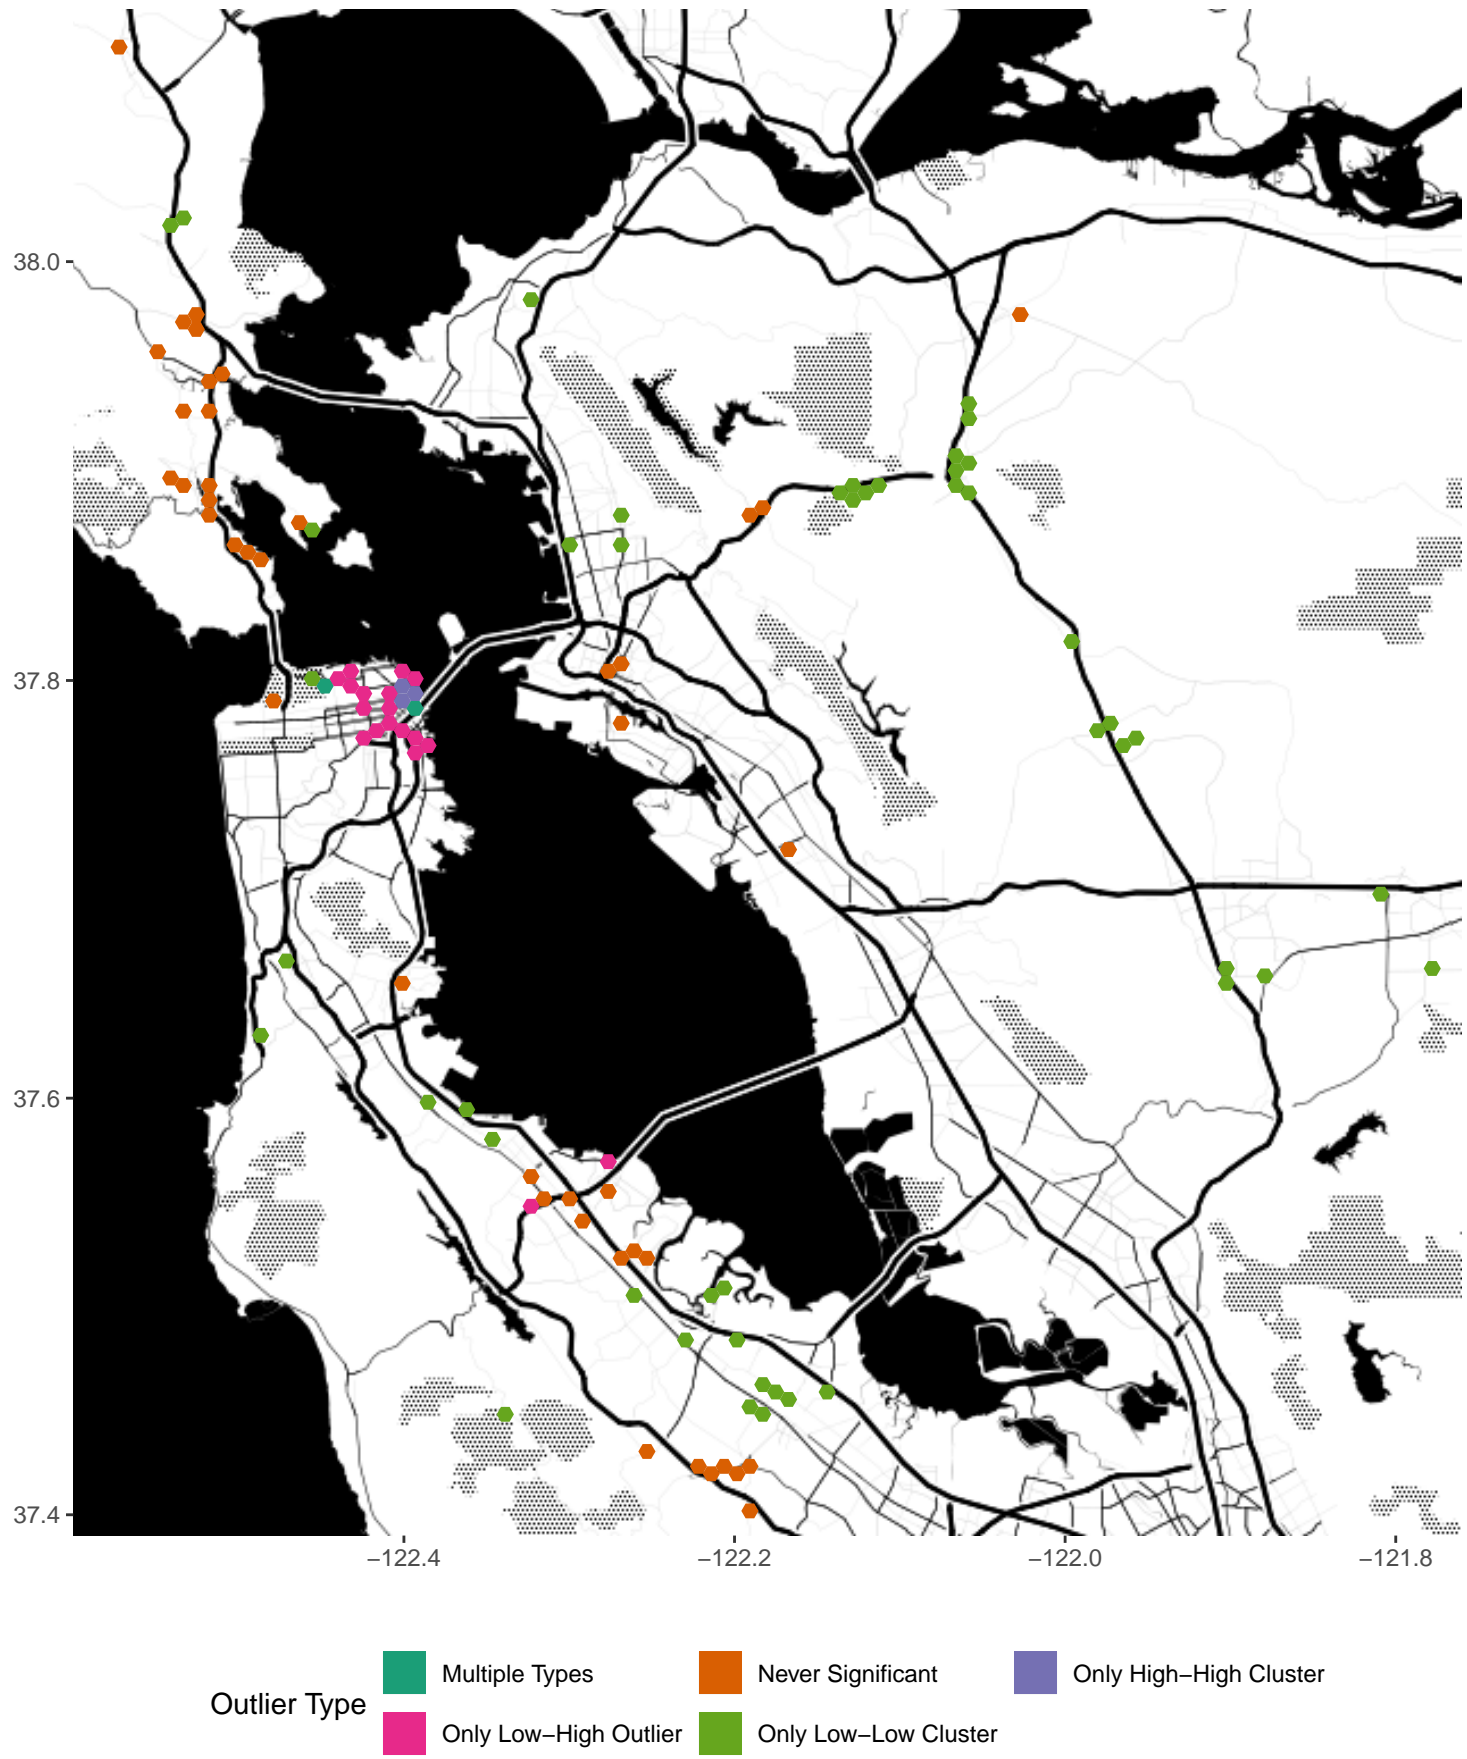 38.0
37.8
37.6
37.4
−122.4
−122.2
−122.0
−121.8
Outlier Type
Multiple Types
Never Significant
Only High−High Cluster
Only Low−High Outlier
Only Low−Low Cluster